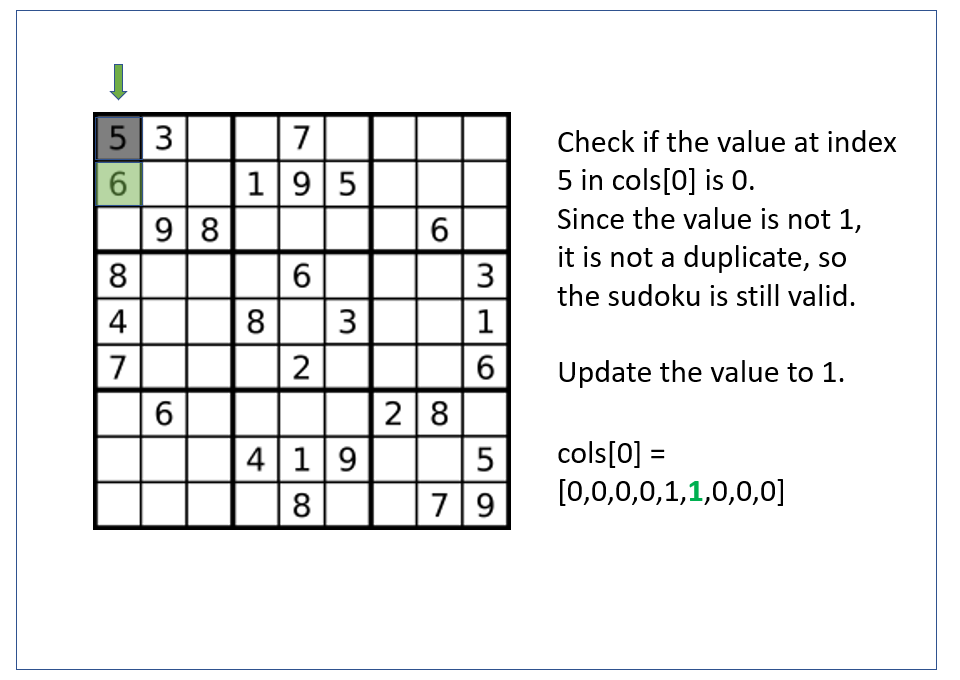 5 3 7
6 1 9 5
9 8 6
8 6 3
4 8 3 1
7 2 6
6 2 8
4 1 9 5
8 7 9
Check if the value at index
5 in cols[0] is 0.
Since the value is not 1,
it is not a duplicate, so
the sudoku is still valid.
Update the value to 1.
cols[0] =
[0,0,0,0,1,1,0,0,0]